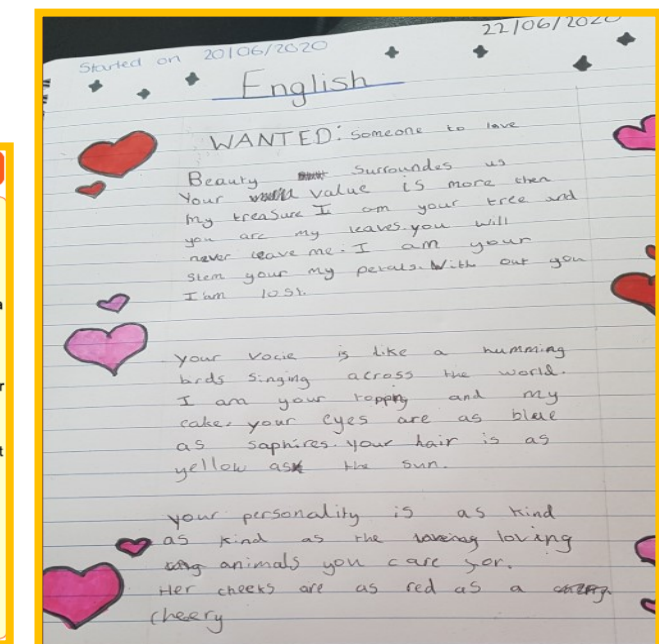 22/06/2020
Started on 20/06/2020
English
WANTED: Someone to love
Beauty Surroundes us
Your value is more then
my treasure I am your tree and
you are my leaves. you will
never leave me. I am your
Stem your my petals. With out you
I am lost.
your vocie is like a humming
birds singing across the world.
I am your topping and my
cake. your eyes are as blue
as saphires. your hair is as
yellow as the sun.
your personality is as kind
as kind as the loving
animals you care for.
Her cheeks are as red as a
cheery